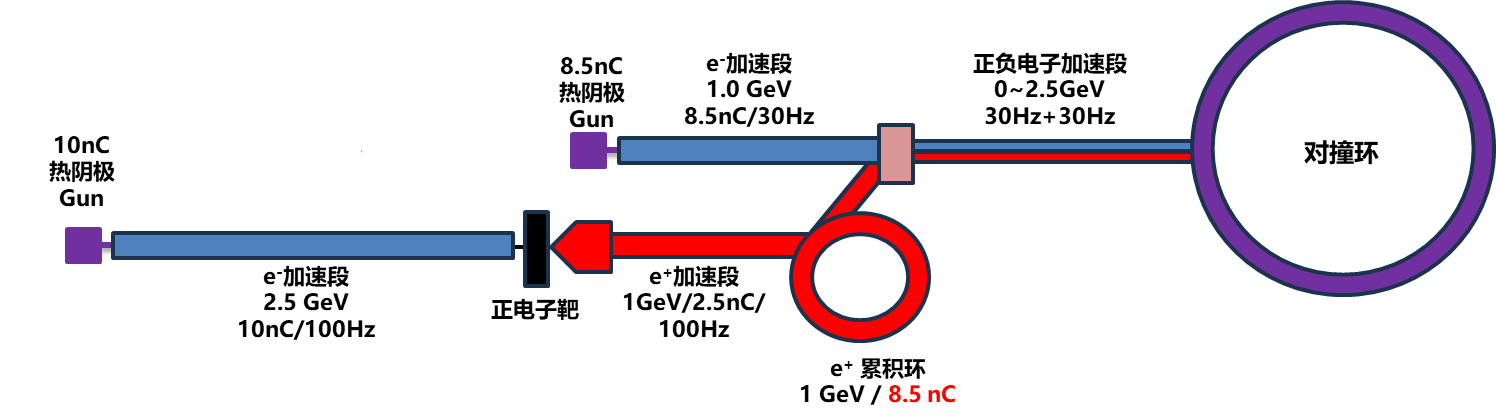 10nC
热阴极
Gun
e-加速段
2.5 GeV
10nC/100Hz
正电子靶
e+加速段
1GeV/2.5nC/
100Hz
e+ 累积环
1 GeV / 8.5 nC
8.5nC
热阴极
Gun
e-加速段
1.0 GeV
8.5nC/30Hz
正负电子加速段
0~2.5GeV
30Hz+30Hz
对撞环